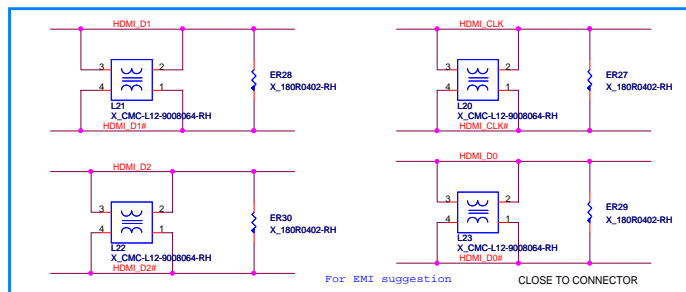 HDMI_D1
3
2
4
1
L21
X_CMC-L12-9008064-RH
HDMI_D1#
ER28
X_180R0402-RH
HDMI_CLK
3
2
4
1
L20
X_CMC-L12-9008064-RH
HDMI_CLK#
ER27
X_180R0402-RH
HDMI_D2
3
2
4
1
L22
X_CMC-L12-9008064-RH
HDMI_D2#
ER30
X_180R0402-RH
HDMI_D0
3
2
4
1
L23
X_CMC-L12-9008064-RH
HDMI_D0#
ER29
X_180R0402-RH
For EMI suggestion
CLOSE TO CONNECTOR